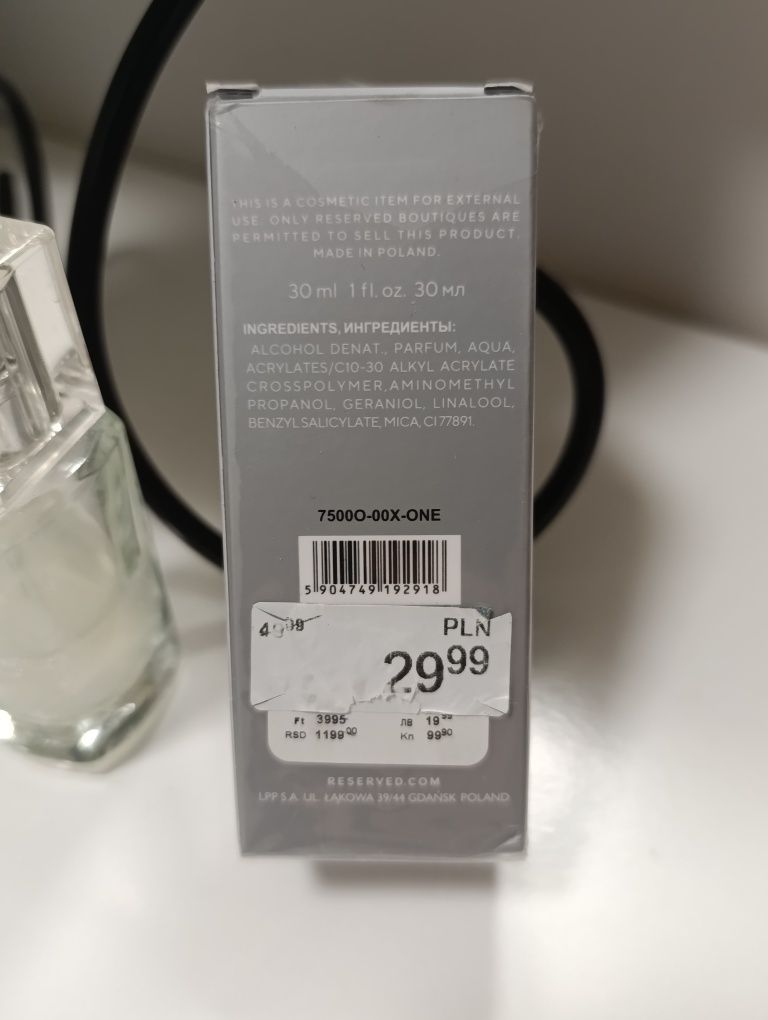 THIS IS A COSMETIC ITEM FOR EXTERNAL
USE. ONLY RESERVED BOUTIQUES ARE
PERMITTED TO SELL THIS PRODUCT.
MADE IN POLAND.
30 ml 1 fl. oz. 30 мл
INGREDIENTS, ИНГРЕДИЕНТЫ:
ALCOHOL DENAT., PARFUM, AQUA,
ACRYLATES/C10-30 ALKYL ACRYLATE
CROSSPOLYMER, AMINOMETHYL
PROPANOL, GERANIOL, LINALOOL,
BENZYL SALICYLATE, MICA, CI 77891.
7500O-00X-ONE
5 904749 192918
49 99 PLN
29 99
Ft 3995 лв 19 99
RSD 1199 00 Kn 99 90
RESERVED.COM
LPP S.A. UL. ŁĄKOWA 39/44 GDAŃSK POLAND